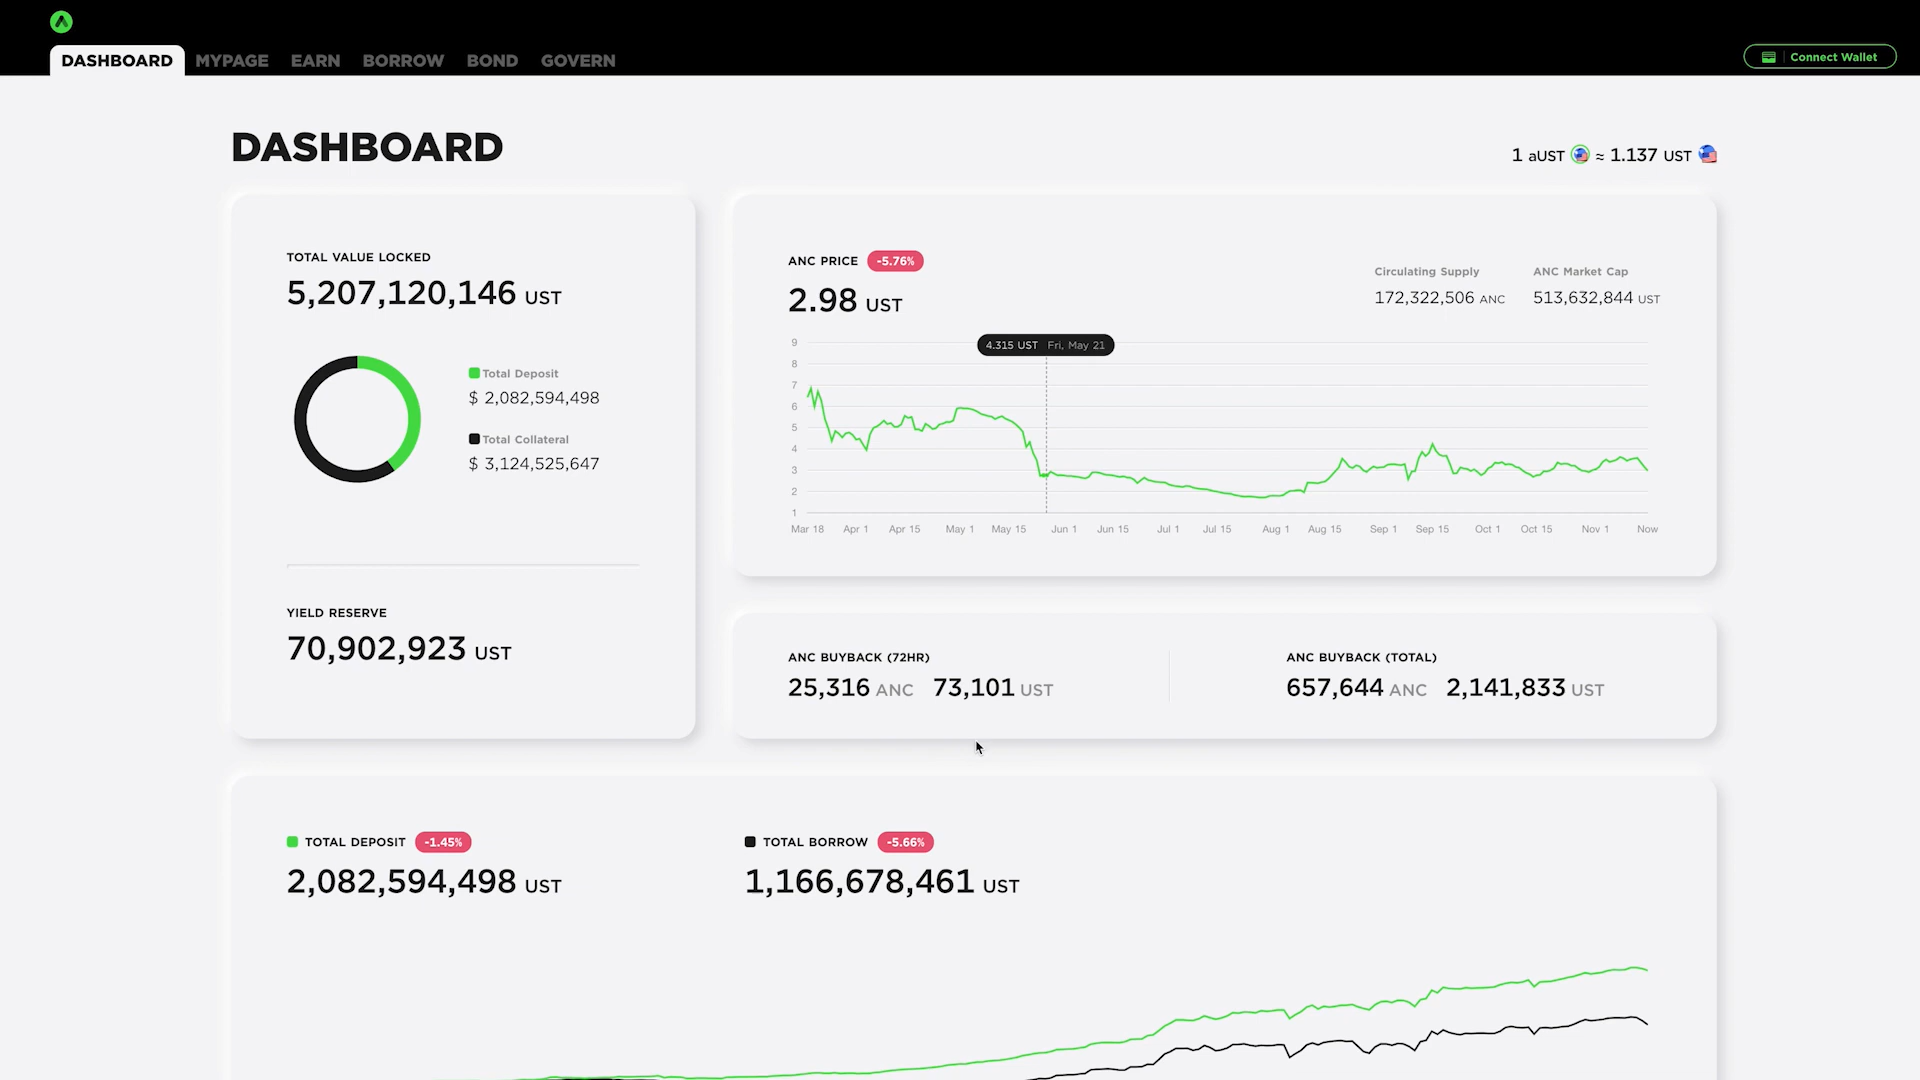 DASHBOARD MYPAGE EARN BORROW BOND GOVERN
Connect Wallet
DASHBOARD
1 aUST ≈ 1.137 UST
TOTAL VALUE LOCKED
5,207,120,146 UST
Total Deposit
$ 2,082,594,498
Total Collateral
$ 3,124,525,647
YIELD RESERVE
70,902,923 UST
ANC PRICE -5.76%
2.98 UST
Circulating Supply
172,322,506 ANC
ANC Market Cap
513,632,844 UST
4.315 UST Fri, May 21
9
8
7
6
5
4
3
2
1
Mar 18 Apr 1 Apr 15 May 1 May 15 Jun 1 Jun 15 Jul 1 Jul 15 Aug 1 Aug 15 Sep 1 Sep 15 Oct 1 Oct 15 Nov 1 Now
ANC BUYBACK (72HR)
25,316 ANC 73,101 UST
ANC BUYBACK (TOTAL)
657,644 ANC 2,141,833 UST
TOTAL DEPOSIT -1.45%
2,082,594,498 UST
TOTAL BORROW -5.66%
1,166,678,461 UST